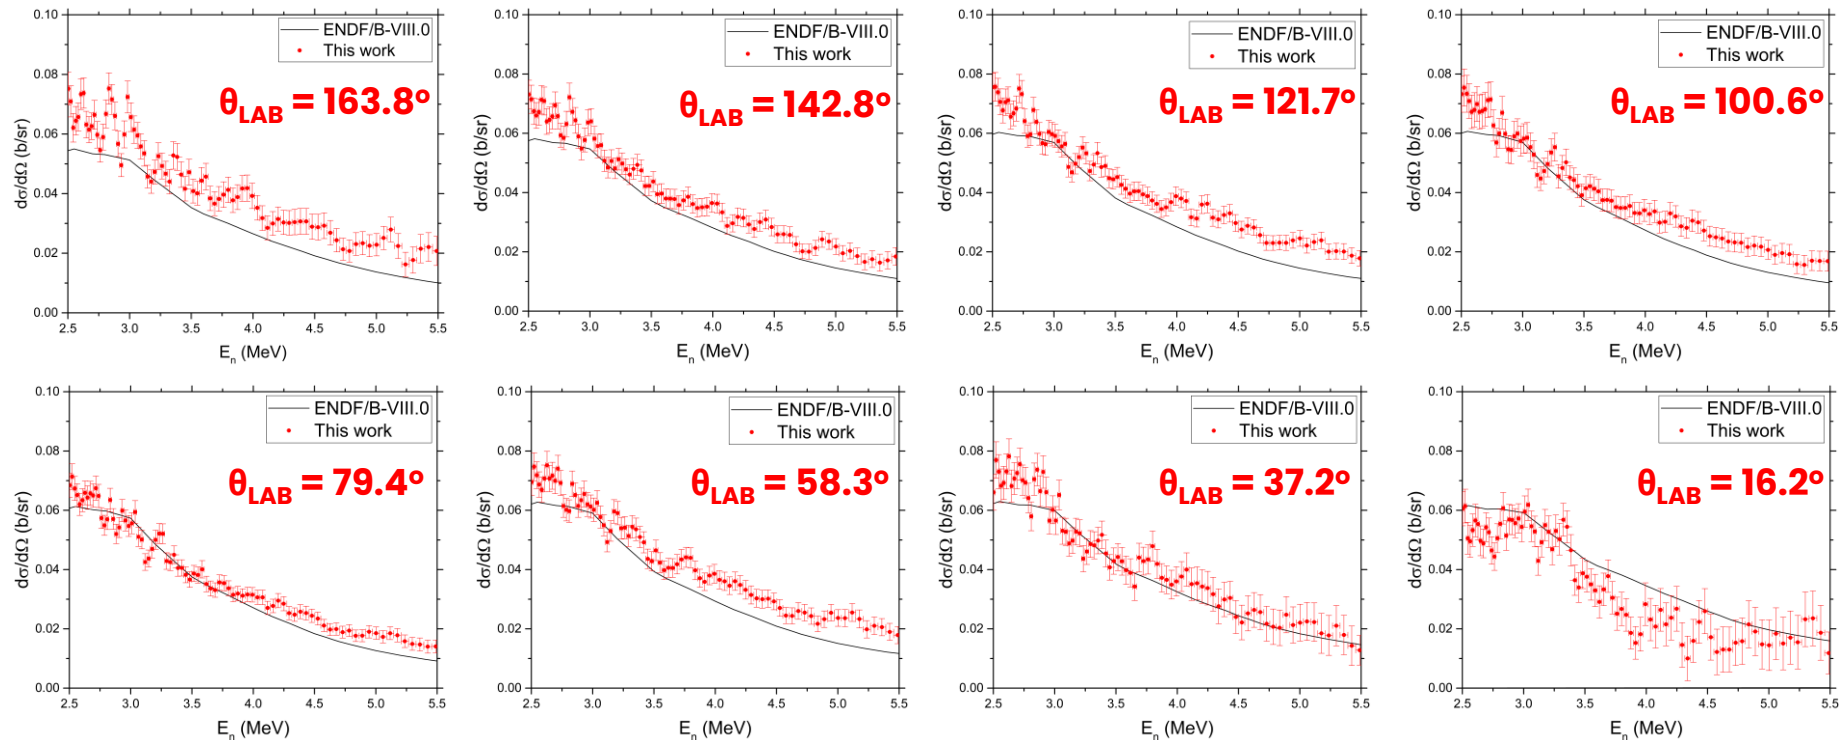 ENDF/B-VIII.0
This work
θLAB = 163.8º
dσ/dΩ (b/sr)
0.10
0.08
0.06
0.04
0.02
0.00
2.5 3.0 3.5 4.0 4.5 5.0 5.5
En (MeV)
ENDF/B-VIII.0
This work
θLAB = 142.8º
dσ/dΩ (b/sr)
0.10
0.08
0.06
0.04
0.02
0.00
2.5 3.0 3.5 4.0 4.5 5.0 5.5
En (MeV)
ENDF/B-VIII.0
This work
θLAB = 121.7º
dσ/dΩ (b/sr)
0.10
0.08
0.06
0.04
0.02
0.00
2.5 3.0 3.5 4.0 4.5 5.0 5.5
En (MeV)
ENDF/B-VIII.0
This work
θLAB = 100.6º
dσ/dΩ (b/sr)
0.10
0.08
0.06
0.04
0.02
0.00
2.5 3.0 3.5 4.0 4.5 5.0 5.5
En (MeV)
ENDF/B-VIII.0
This work
θLAB = 79.4º
dσ/dΩ (b/sr)
0.10
0.08
0.06
0.04
0.02
0.00
2.5 3.0 3.5 4.0 4.5 5.0 5.5
En (MeV)
ENDF/B-VIII.0
This work
θLAB = 58.3º
dσ/dΩ (b/sr)
0.10
0.08
0.06
0.04
0.02
0.00
2.5 3.0 3.5 4.0 4.5 5.0 5.5
En (MeV)
ENDF/B-VIII.0
This work
θLAB = 37.2º
dσ/dΩ (b/sr)
0.10
0.08
0.06
0.04
0.02
0.00
2.5 3.0 3.5 4.0 4.5 5.0 5.5
En (MeV)
ENDF/B-VIII.0
This work
θLAB = 16.2º
dσ/dΩ (b/sr)
0.10
0.08
0.06
0.04
0.02
0.00
2.5 3.0 3.5 4.0 4.5 5.0 5.5
En (MeV)